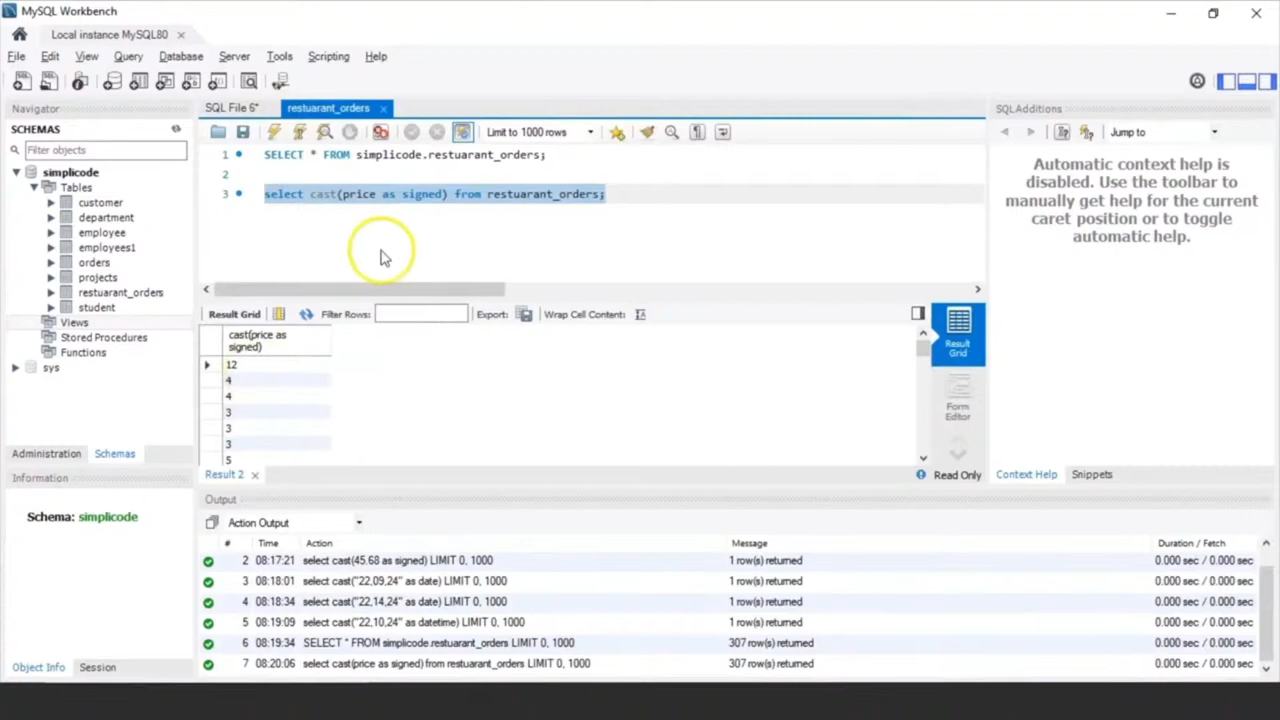 MySQL Workbench
Local instance MySQL80
File Edit View Query Database Server Tools Scripting Help
Navigator
SCHEMAS
Filter objects
simplicode
Tables
customer
department
employee
employees1
orders
projects
restuarant_orders
student
Views
Stored Procedures
Functions
sys
Administration Schemas
Information
Schema: simplicode
Object Info Session
SQL File 6* restuarant_orders
Limit to 1000 rows
1 SELECT * FROM simplicode.restuarant_orders;
2
3 select cast(price as signed) from restuarant_orders;
Result Grid Filter Rows: Export: Wrap Cell Content:
cast(price as
signed)
12
4
4
3
3
3
5
Result
Grid
Form
Editor
Result 2 Read Only
SQLAdditions
Jump to
Automatic context help is
disabled. Use the toolbar to
manually get help for the current
caret position or to toggle
automatic help.
Context Help Snippets
Output
Action Output
# Time Action Message Duration / Fetch
2 08:17:21 select cast(45.68 as signed) LIMIT 0, 1000 1 row(s) returned 0.000 sec / 0.000 sec
3 08:18:01 select cast("22,09,24" as date) LIMIT 0, 1000 1 row(s) returned 0.000 sec / 0.000 sec
4 08:18:34 select cast("22,14,24" as date) LIMIT 0, 1000 1 row(s) returned 0.000 sec / 0.000 sec
5 08:19:09 select cast("22,10,24" as datetime) LIMIT 0, 1000 1 row(s) returned 0.000 sec / 0.000 sec
6 08:19:34 SELECT * FROM simplicode.restuarant_orders LIMIT 0, 1000 307 row(s) returned 0.000 sec / 0.000 sec
7 08:20:06 select cast(price as signed) from restuarant_orders LIMIT 0, 1000 307 row(s) returned 0.000 sec / 0.000 sec